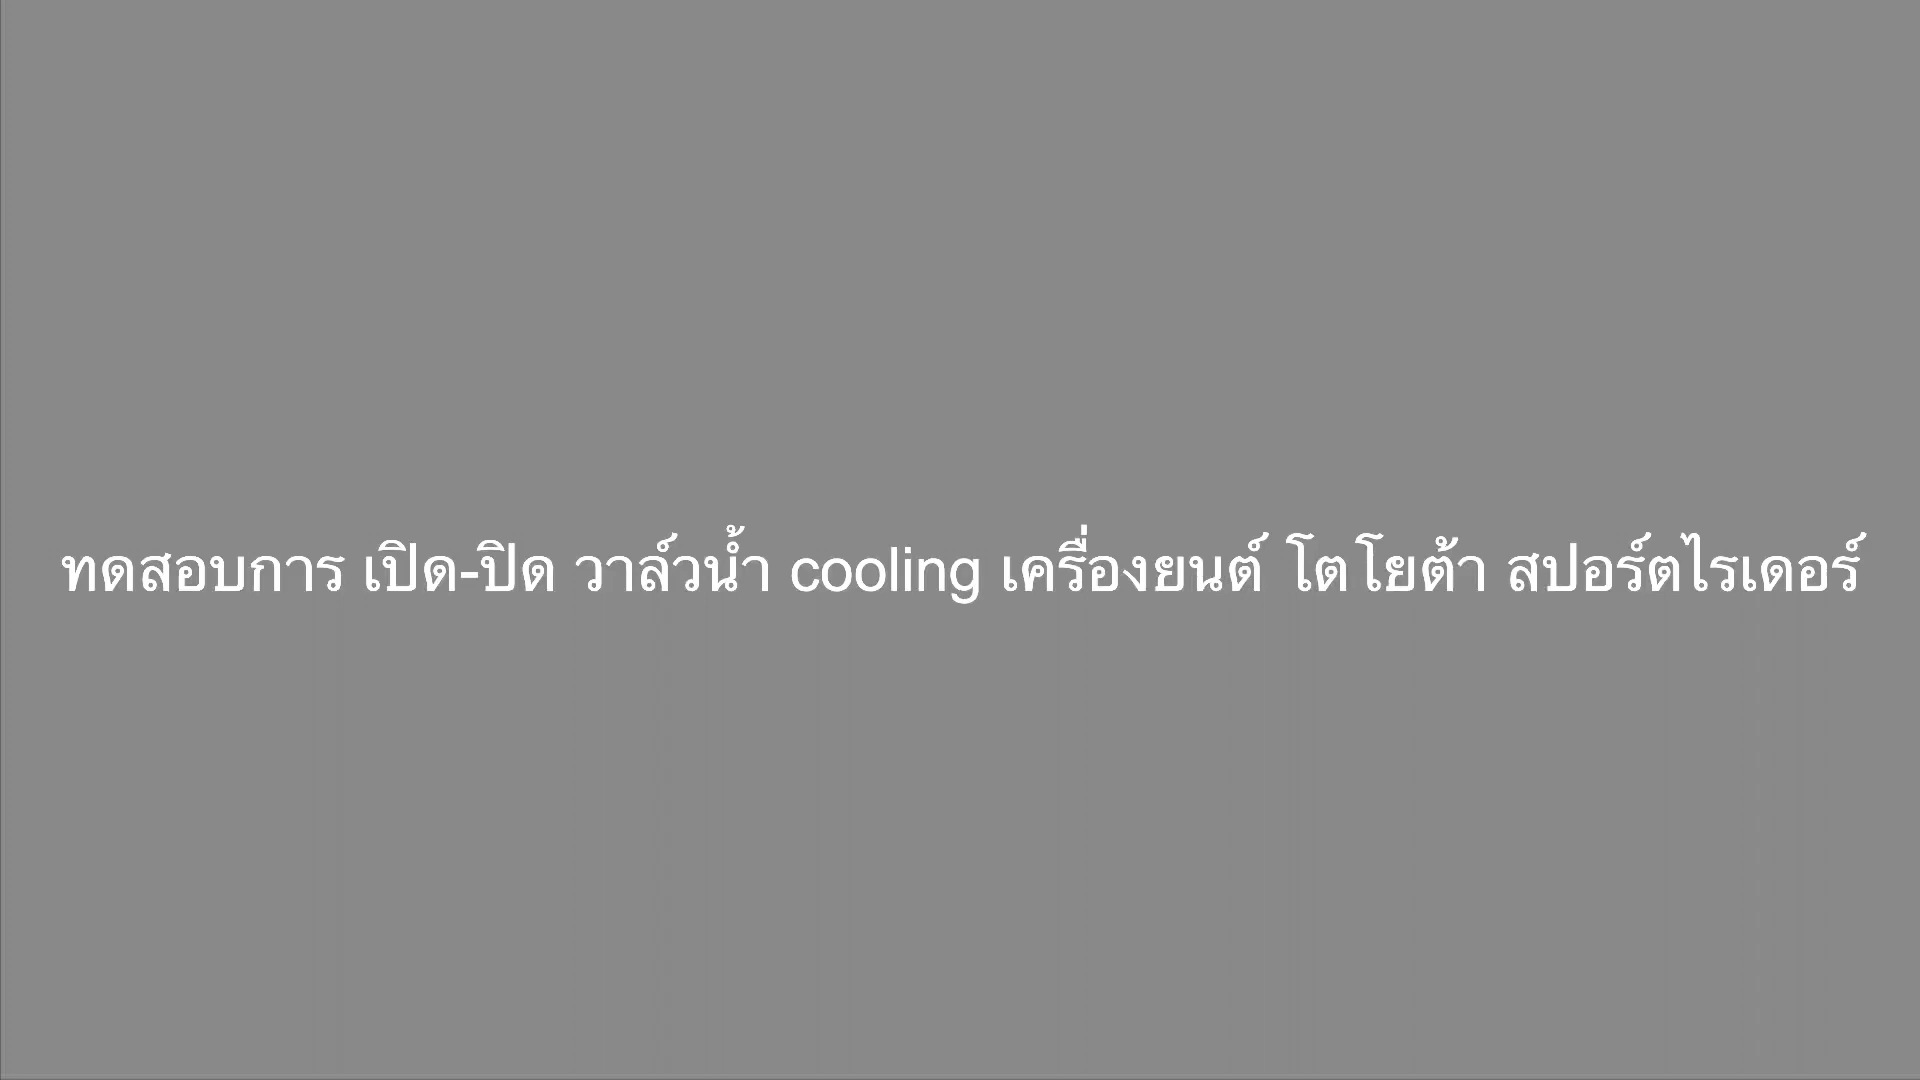 ทดสอบการ เปิด-ปิด วาล์วน้ำ cooling เครื่องยนต์ โตโยต้า สปอร์ตไรเดอร์